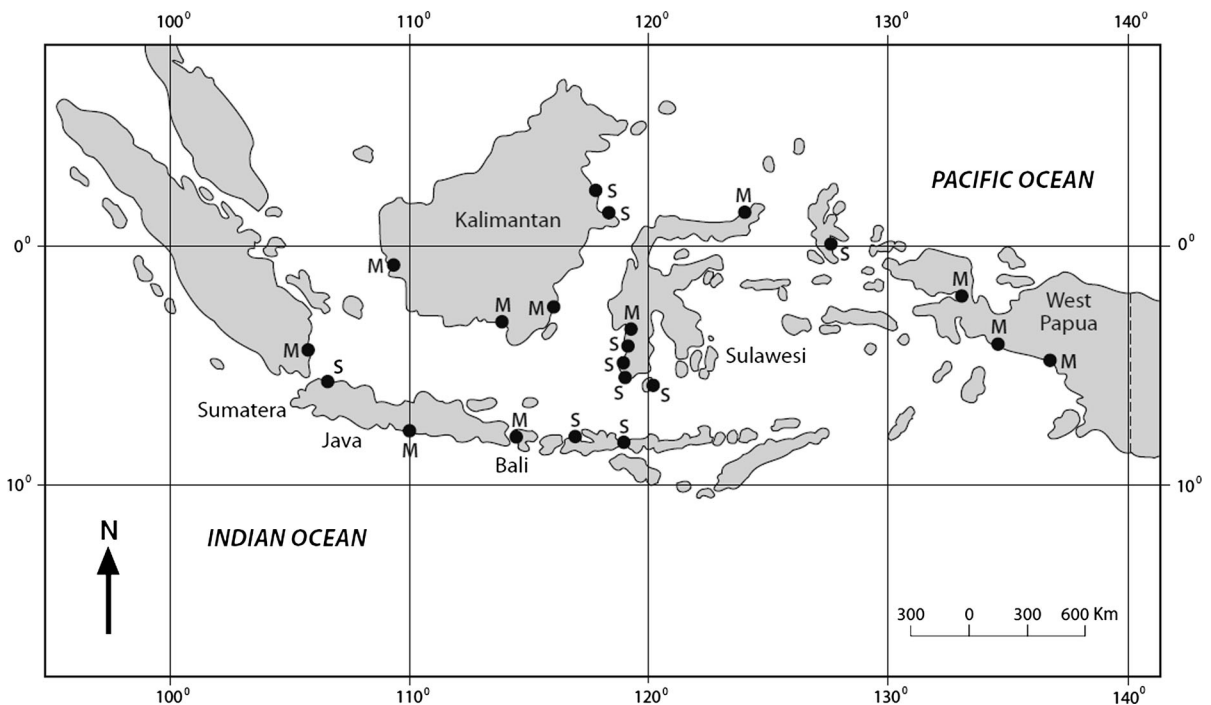 100⁰ 110⁰ 120⁰ 130⁰ 140⁰
PACIFIC OCEAN
S
M
Kalimantan
S
0⁰ 0⁰
S
M
M
West
Papua
M M
M
M
S
Sulawesi
M
S
M
S
S
S
Sumatera
Java
M
S
S
M
Bali
10⁰ 10⁰
N
INDIAN OCEAN
300 0 300 600 Km
100⁰ 110⁰ 120⁰ 130⁰ 140⁰